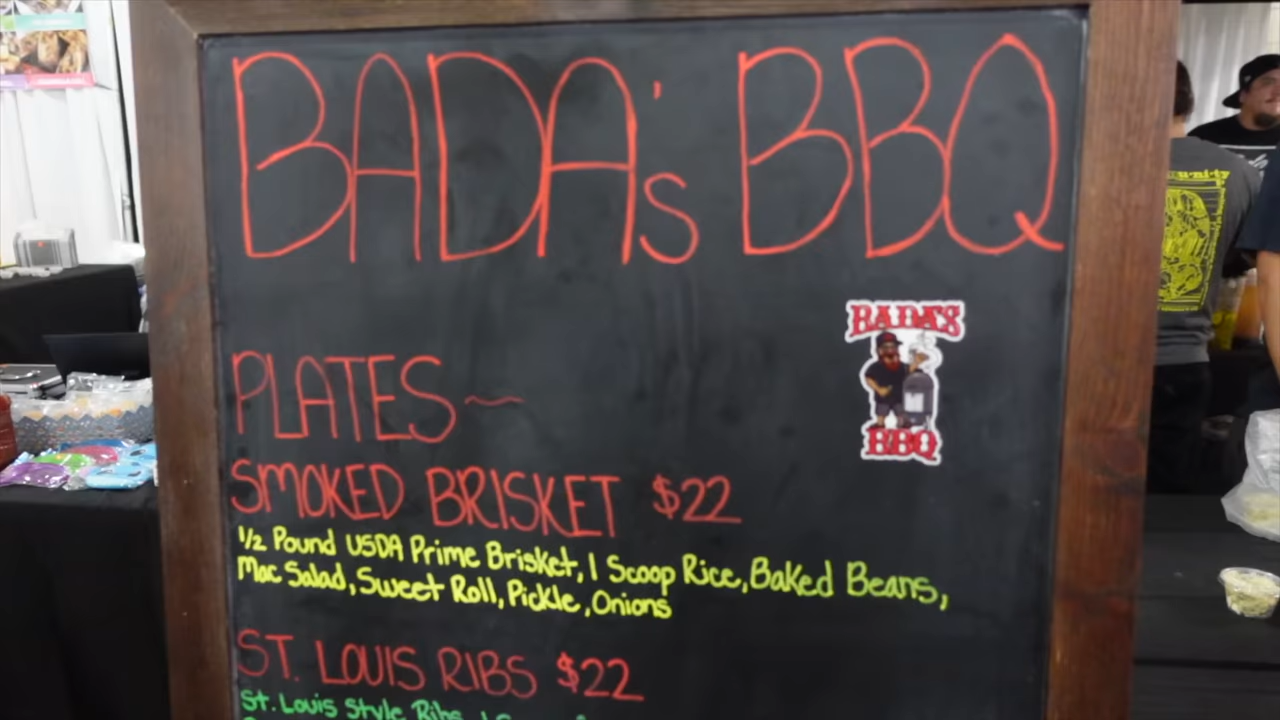 BADA's BBQ
BADA'S
BBQ
PLATES~
SMOKED BRISKET $22
1/2 Pound USDA Prime Brisket, 1 Scoop Rice, Baked Beans,
Mac Salad, Sweet Roll, Pickle, Onions
ST. LOUIS RIBS $22
St. Louis Style Ribs, 1